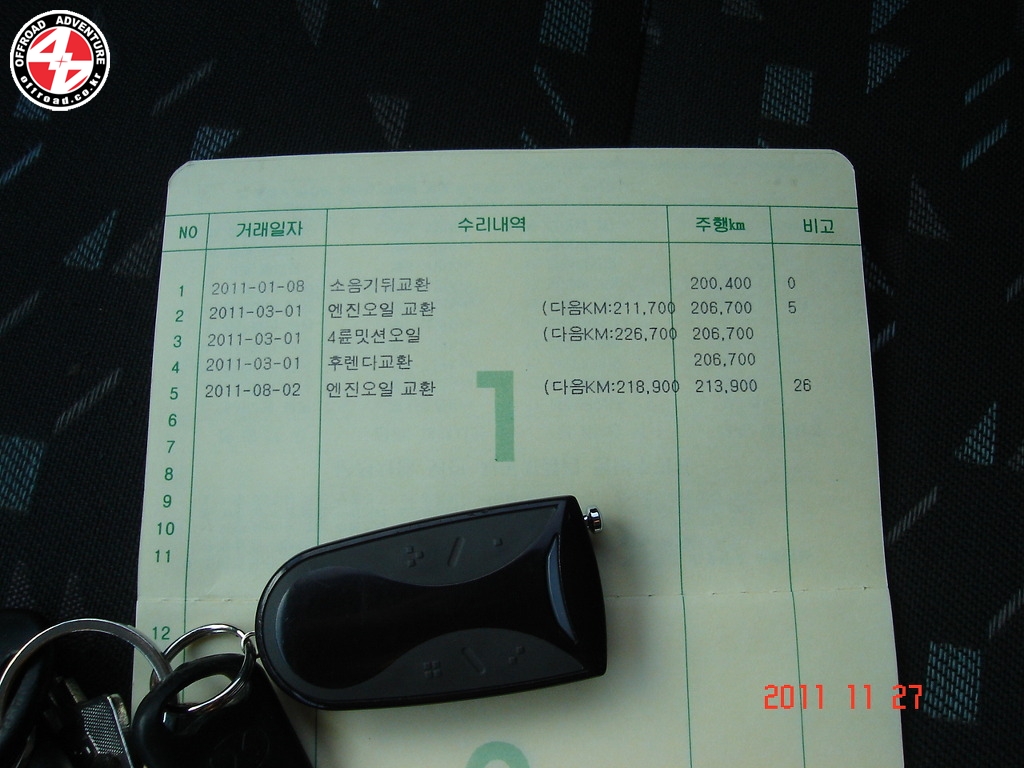 OFFROAD ADVENTURE
4x4
offroad.co.kr
NO 거래일자 수리내역 주행km 비고
1 2011-01-08 소음기뒤교환 200,400 0
2 2011-03-01 엔진오일 교환 (다음KM:211,700 206,700 5
3 2011-03-01 4륜밋션오일 (다음KM:226,700 206,700
4 2011-03-01 후렌다교환 206,700
5 2011-08-02 엔진오일 교환 (다음KM:218,900 213,900 26
6
7
8
9
10
11
12
1
2011 11 27